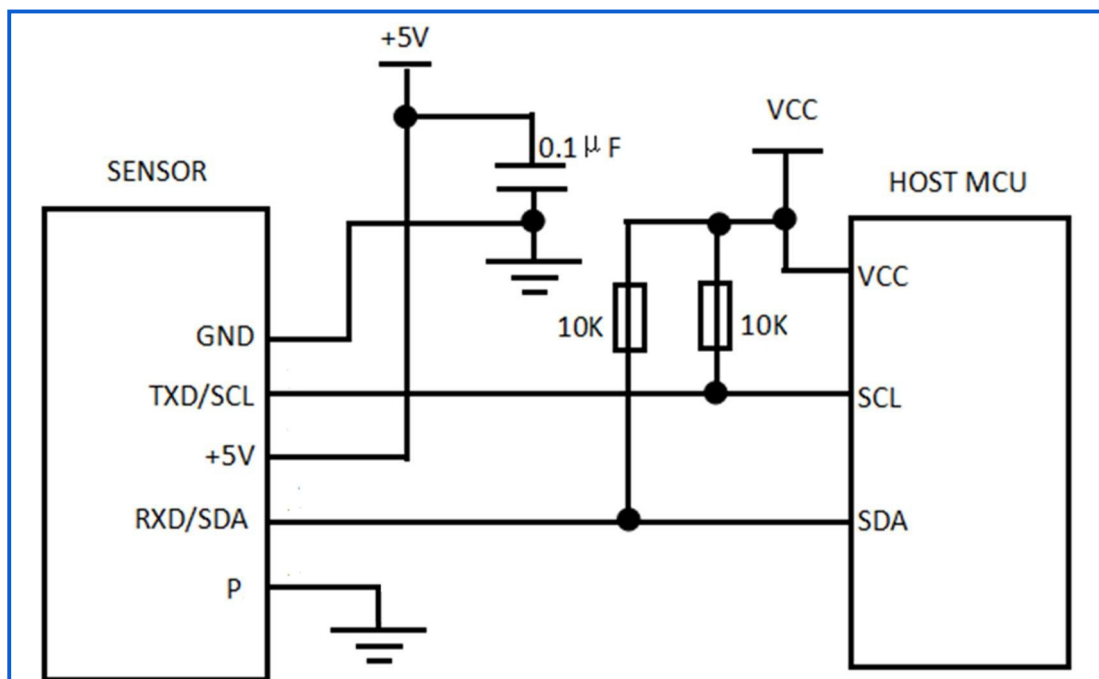 +5V
0.1μF
VCC
SENSOR
HOST MCU
GND
TXD/SCL
+5V
RXD/SDA
P
10K
10K
VCC
SCL
SDA